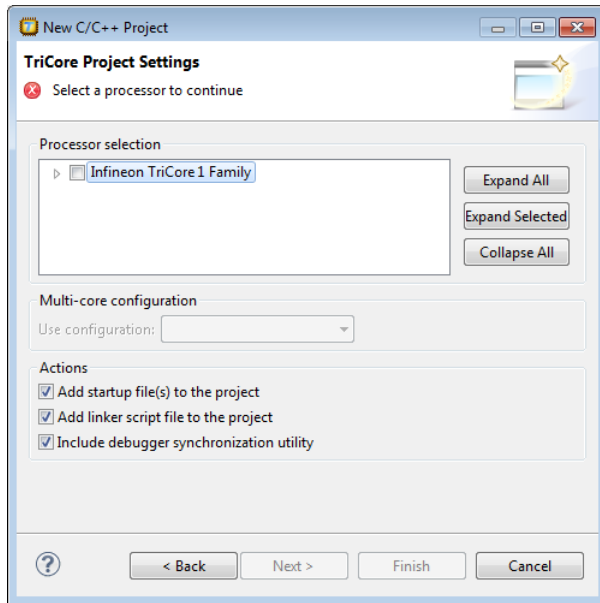 New C/C++ Project
TriCore Project Settings
Select a processor to continue
Processor selection
Infineon TriCore 1 Family
Expand All
Expand Selected
Collapse All
Multi-core configuration
Use configuration:
Actions
Add startup file(s) to the project
Add linker script file to the project
Include debugger synchronization utility
< Back
Next >
Finish
Cancel